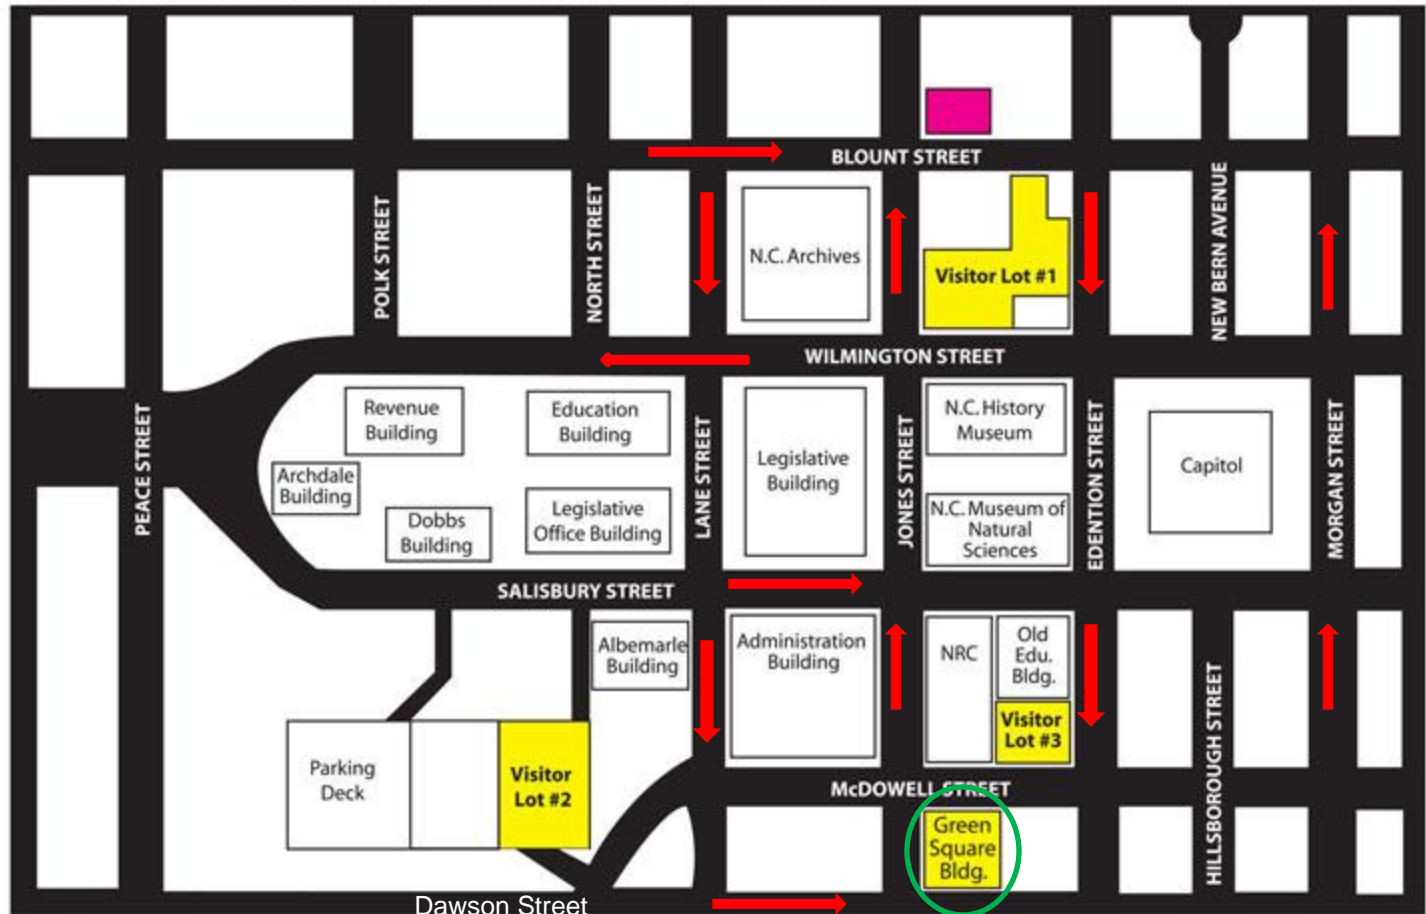 BLOUNT STREET
POLK STREET
NORTH STREET
N.C. Archives
Visitor Lot #1
NEW BERN AVENUE
WILMINGTON STREET
PEACE STREET
Revenue
Building
Education
Building
Archdale
Building
Dobbs
Building
Legislative
Office Building
LANE STREET
Legislative
Building
JONES STREET
N.C. History
Museum
N.C. Museum of
Natural
Sciences
EDENTION STREET
Capitol
MORGAN STREET
SALISBURY STREET
Albemarle
Building
Administration
Building
NRC
Old
Edu.
Bldg.
Visitor
Lot #3
HILLSBOROUGH STREET
Parking
Deck
Visitor
Lot #2
McDOWELL STREET
Green
Square
Bldg.
Dawson Street